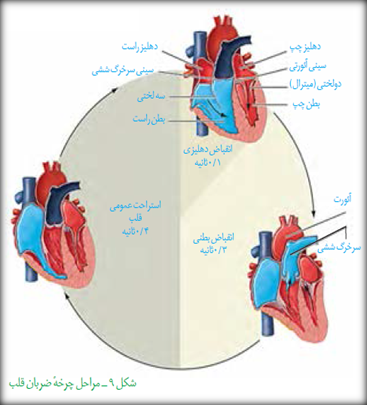 دهلیز راست
سینی سرخرگ ششی
سه لختی
بطن راست
دهلیز چپ
سینی آئورتی
دولختی (میترال)
بطن چپ
انقباض دهلیزی
۰/۱ ثانیه
آئورت
سرخرگ ششی
انقباض بطنی
۰/۳ ثانیه
استراحت عمومی
قلب
۰/۴ ثانیه
شکل ۹ ـ مراحل چرخهٔ ضربان قلب